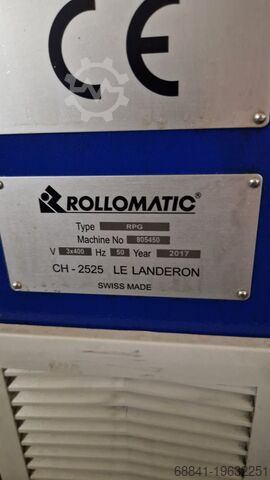 CE
ROLLOMATIC®
Type RPG
Machine No 805450
V 3x400 Hz 50 Year 2017
CH - 2525 LE LANDERON
SWISS MADE
68841-19632251